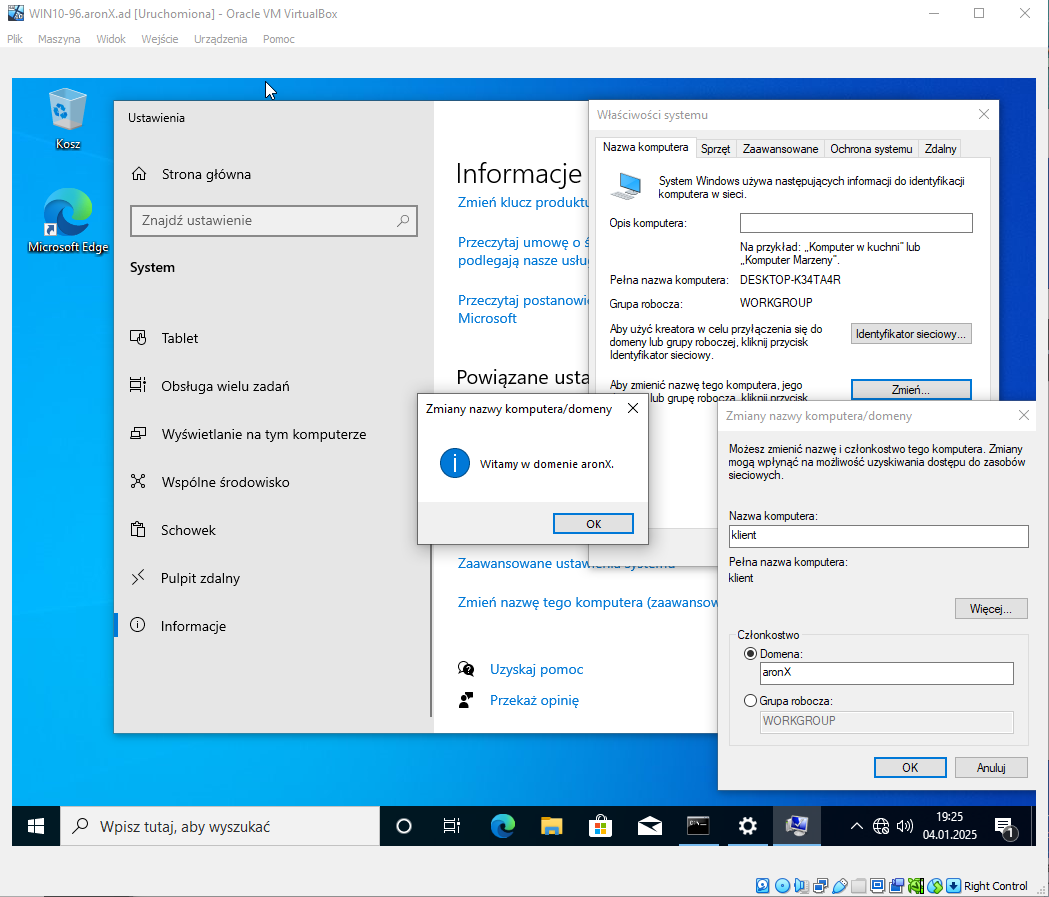 WIN10-96.aronX.ad [Uruchomiona] - Oracle VM VirtualBox
Plik Maszyna Widok Wejście Urządzenia Pomoc
Kosz
Microsoft Edge
Ustawienia
Strona główna
Znajdź ustawienie
System
Tablet
Obsługa wielu zadań
Wyświetlanie na tym komputerze
Wspólne środowisko
Schowek
Pulpit zdalny
Informacje
Informacje
Zmień klucz produktu
Przeczytaj umowę o ś
podlegają nasze usłu
Przeczytaj postanowie
Microsoft
Powiązane usta
Zaawansowane ustawienia systemu
Zmień nazwę tego komputera (zaawansow
Uzyskaj pomoc
Przekaż opinię
Właściwości systemu
Nazwa komputera Sprzęt Zaawansowane Ochrona systemu Zdalny
System Windows używa następujących informacji do identyfikacji
komputera w sieci.
Opis komputera:
Na przykład: „Komputer w kuchni” lub
„Komputer Marzeny”.
Pełna nazwa komputera: DESKTOP-K34TA4R
Grupa robocza: WORKGROUP
Aby użyć kreatora w celu przyłączenia się do
domeny lub grupy roboczej, kliknij przycisk
Identyfikator sieciowy.
Identyfikator sieciowy...
Aby zmienić nazwę tego komputera, jego
lub grupę roboczą, kliknij przycisk
Zmień...
Zmiany nazwy komputera/domeny
Witamy w domenie aronX.
OK
Zmiany nazwy komputera/domeny
Możesz zmienić nazwę i członkostwo tego komputera. Zmiany
mogą wpłynąć na możliwość uzyskiwania dostępu do zasobów
sieciowych.
Nazwa komputera:
klient
Pełna nazwa komputera:
klient
Więcej...
Członkostwo
Domena:
aronX
Grupa robocza:
WORKGROUP
OK Anuluj
Wpisz tutaj, aby wyszukać
19:25
04.01.2025
1
Right Control